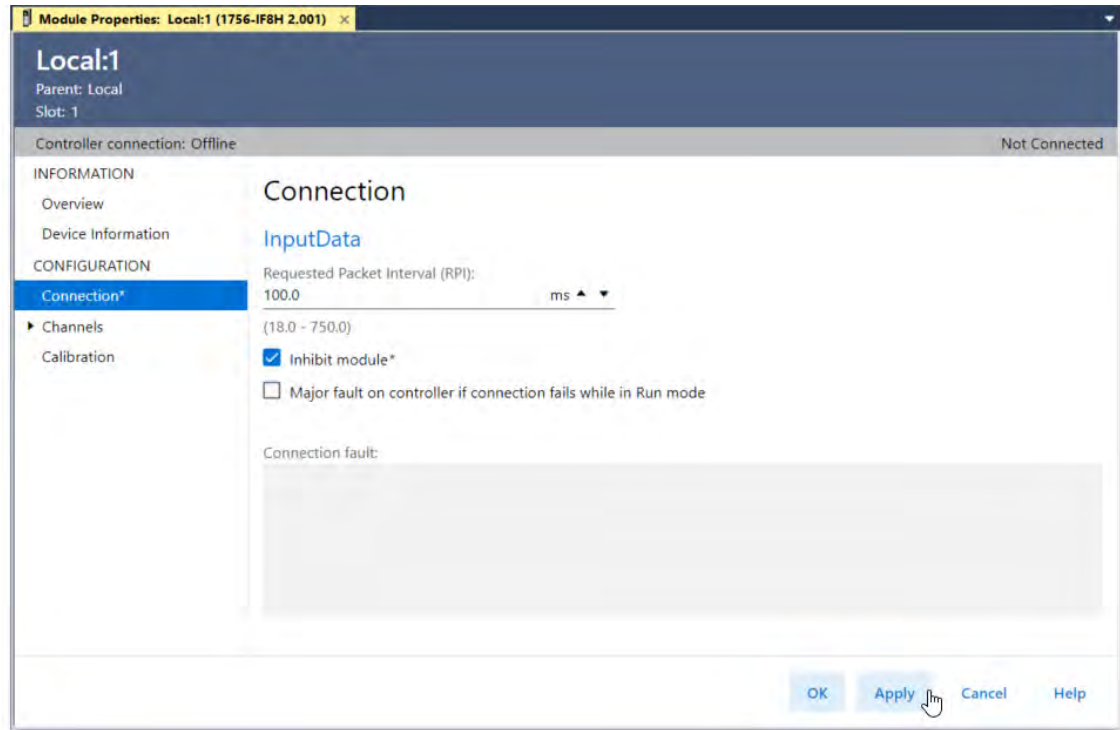 Module Properties: Local:1 (1756-IF8H 2.001) ×
Local:1
Parent: Local
Slot: 1
Controller connection: Offline
Not Connected
INFORMATION
Overview
Device Information
CONFIGURATION
Connection*
Channels
Calibration
Connection
InputData
Requested Packet Interval (RPI):
100.0 ms
(18.0 - 750.0)
Inhibit module*
Major fault on controller if connection fails while in Run mode
Connection fault:
OK Apply Cancel Help